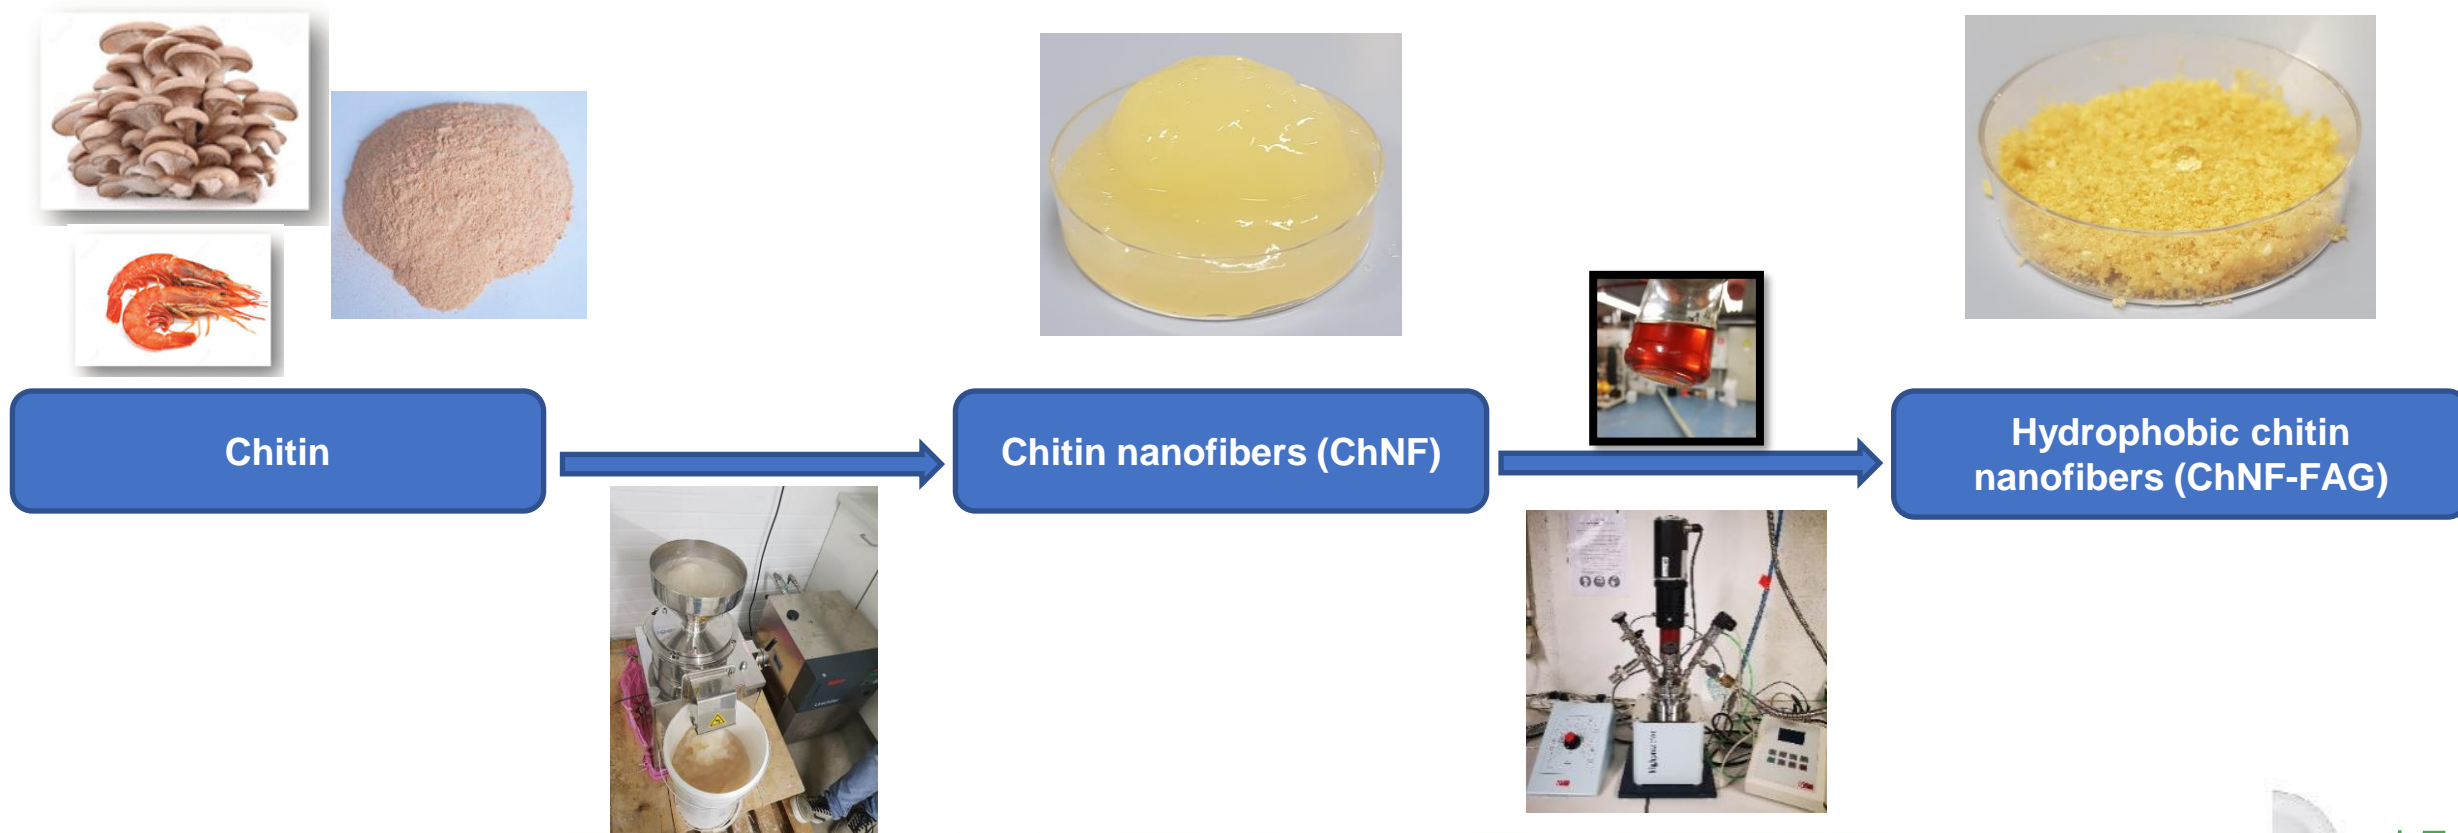 Chitin
Chitin nanofibers (ChNF)
Hydrophobic chitin
nanofibers (ChNF-FAG)